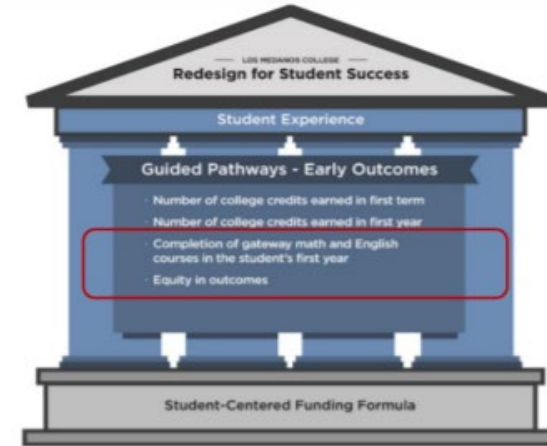 LOS MEDANOS COLLEGE
Redesign for Student Success
Student Experience
Guided Pathways - Early Outcomes
· Number of college credits earned in first term
· Number of college credits earned in first year
· Completion of gateway math and English
courses in the student's first year
· Equity in outcomes
Student-Centered Funding Formula